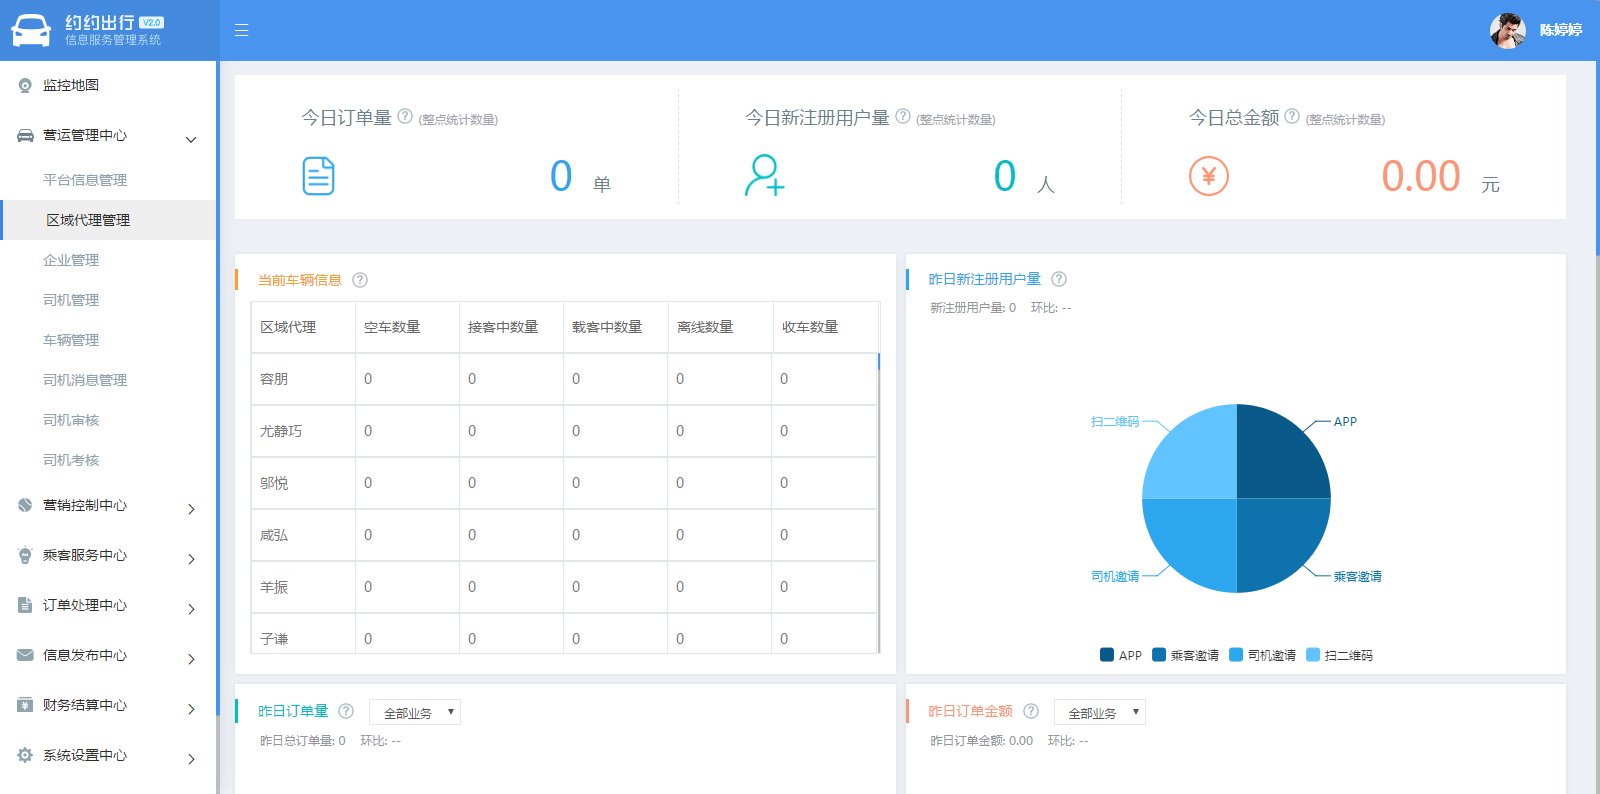 约约出行 V2.0
信息服务管理系统
陈婷婷
监控地图
营运管理中心
平台信息管理
区域代理管理
企业管理
司机管理
车辆管理
司机消息管理
司机审核
司机考核
营销控制中心
乘客服务中心
订单处理中心
信息发布中心
财务结算中心
系统设置中心
今日订单量 ? (整点统计数量)
0 单
今日新注册用户量 ? (整点统计数量)
0 人
今日总金额 ? (整点统计数量)
¥ 0.00 元
当前车辆信息 ?
区域代理 空车数量 接客中数量 载客中数量 离线数量 收车数量
容朋 0 0 0 0 0
尤静巧 0 0 0 0 0
邬悦 0 0 0 0 0
咸弘 0 0 0 0 0
羊振 0 0 0 0 0
子谦 0 0 0 0 0
昨日新注册用户量 ?
新注册用户量: 0 环比: --
扫二维码 APP
司机邀请 乘客邀请
APP 乘客邀请 司机邀请 扫二维码
昨日订单量 ? 全部业务
昨日总订单量: 0 环比: --
昨日订单金额 ? 全部业务
昨日订单金额: 0.00 环比: --